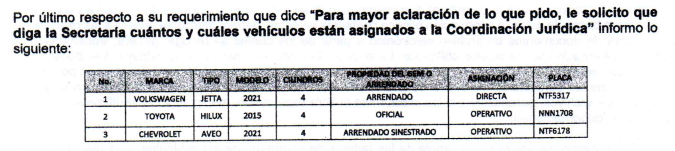 Por último respecto a su requerimiento que dice “Para mayor aclaración de lo que pido, le solicito que
diga la Secretaría cuántos y cuáles vehículos están asignados a la Coordinación Jurídica” informo lo
siguiente:
No. MARCA TIPO MODELO CILINDROS PROPIEDAD DEL GEM O ARRENDADO ASIGNACIÓN PLACA
1 VOLKSWAGEN JETTA 2021 4 ARRENDADO DIRECTA NTF5317
2 TOYOTA HILUX 2015 4 OFICIAL OPERATIVO NNN1708
3 CHEVROLET AVEO 2021 4 ARRENDADO SINESTRADO OPERATIVO NTF6178